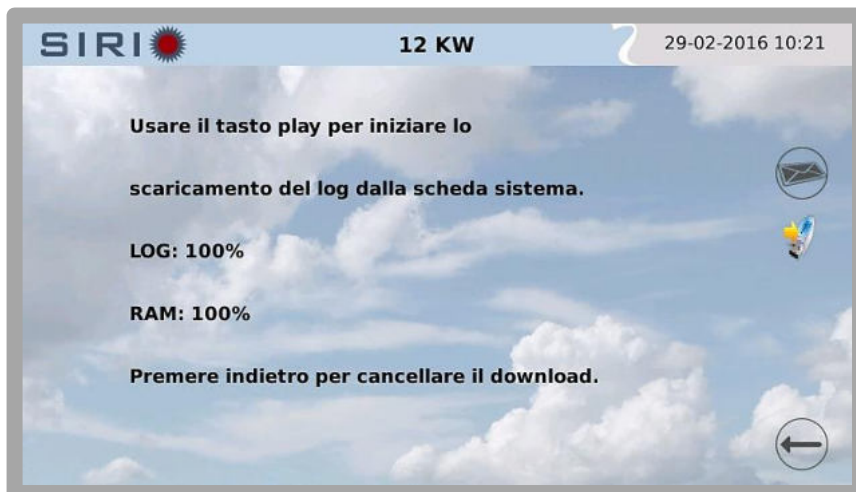 SIRI
12 KW
29-02-2016 10:21
Usare il tasto play per iniziare lo
scaricamento del log dalla scheda sistema.
LOG: 100%
RAM: 100%
Premere indietro per cancellare il download.